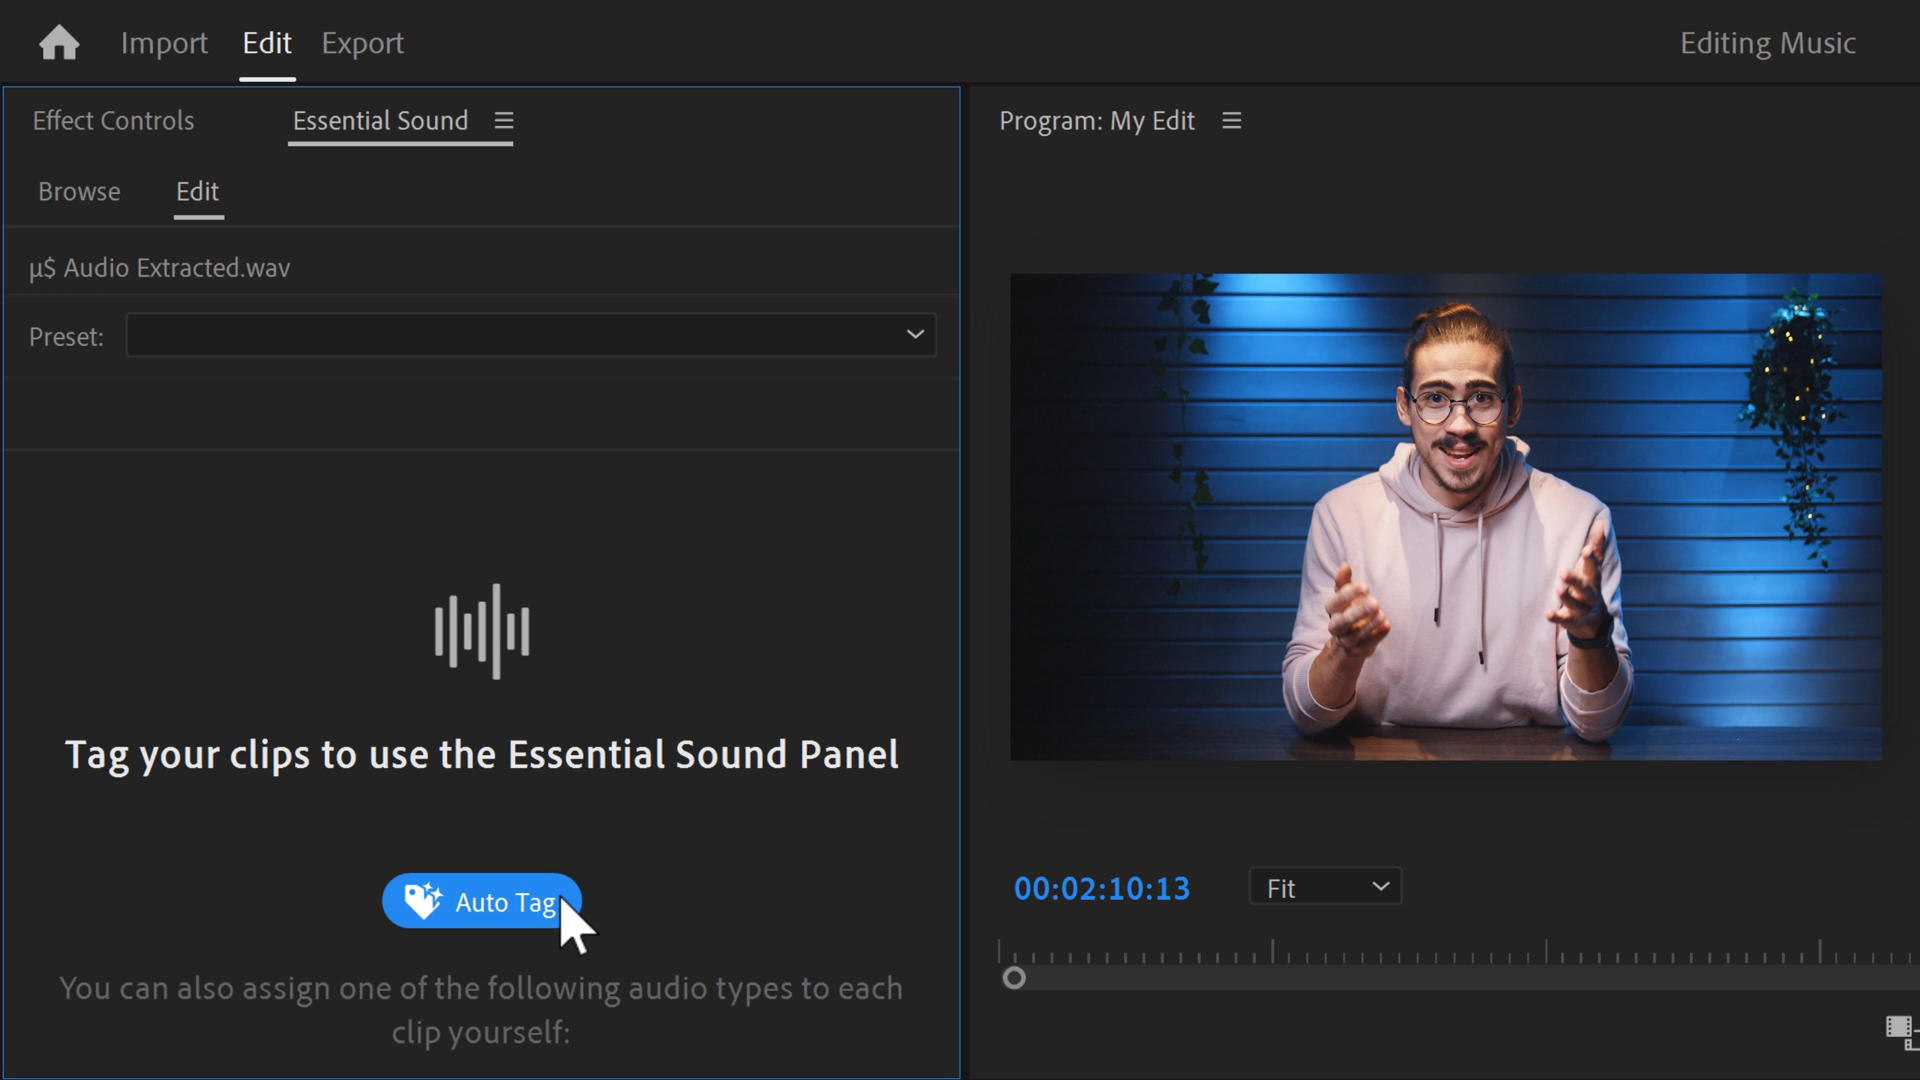 Import Edit Export
Editing Music
Effect Controls Essential Sound
Program: My Edit
Browse Edit
µ$ Audio Extracted.wav
Preset:
Tag your clips to use the Essential Sound Panel
Auto Tag
You can also assign one of the following audio types to each
clip yourself:
00:02:10:13
Fit